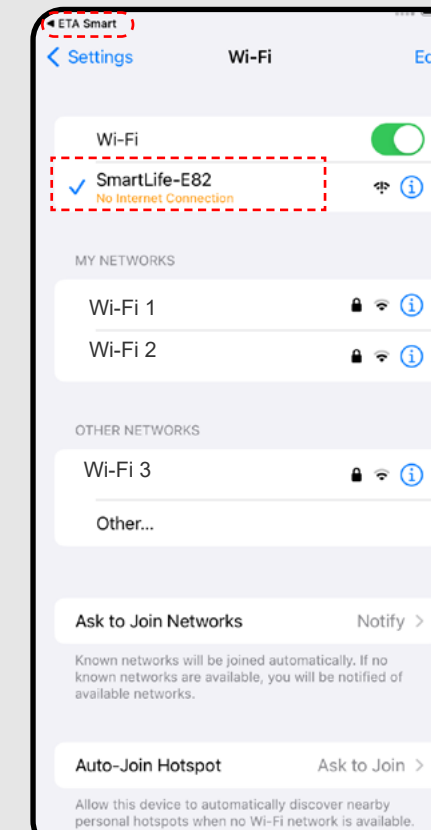 ◀ ETA Smart
Settings Wi-Fi Ed
Wi-Fi
SmartLife-E82
No Internet Connection
MY NETWORKS
Wi-Fi 1
Wi-Fi 2
OTHER NETWORKS
Wi-Fi 3
Other...
Ask to Join Networks Notify >
Known networks will be joined automatically. If no
known networks are available, you will be notified of
available networks.
Auto-Join Hotspot Ask to Join >
Allow this device to automatically discover nearby
personal hotspots when no Wi-Fi network is available.